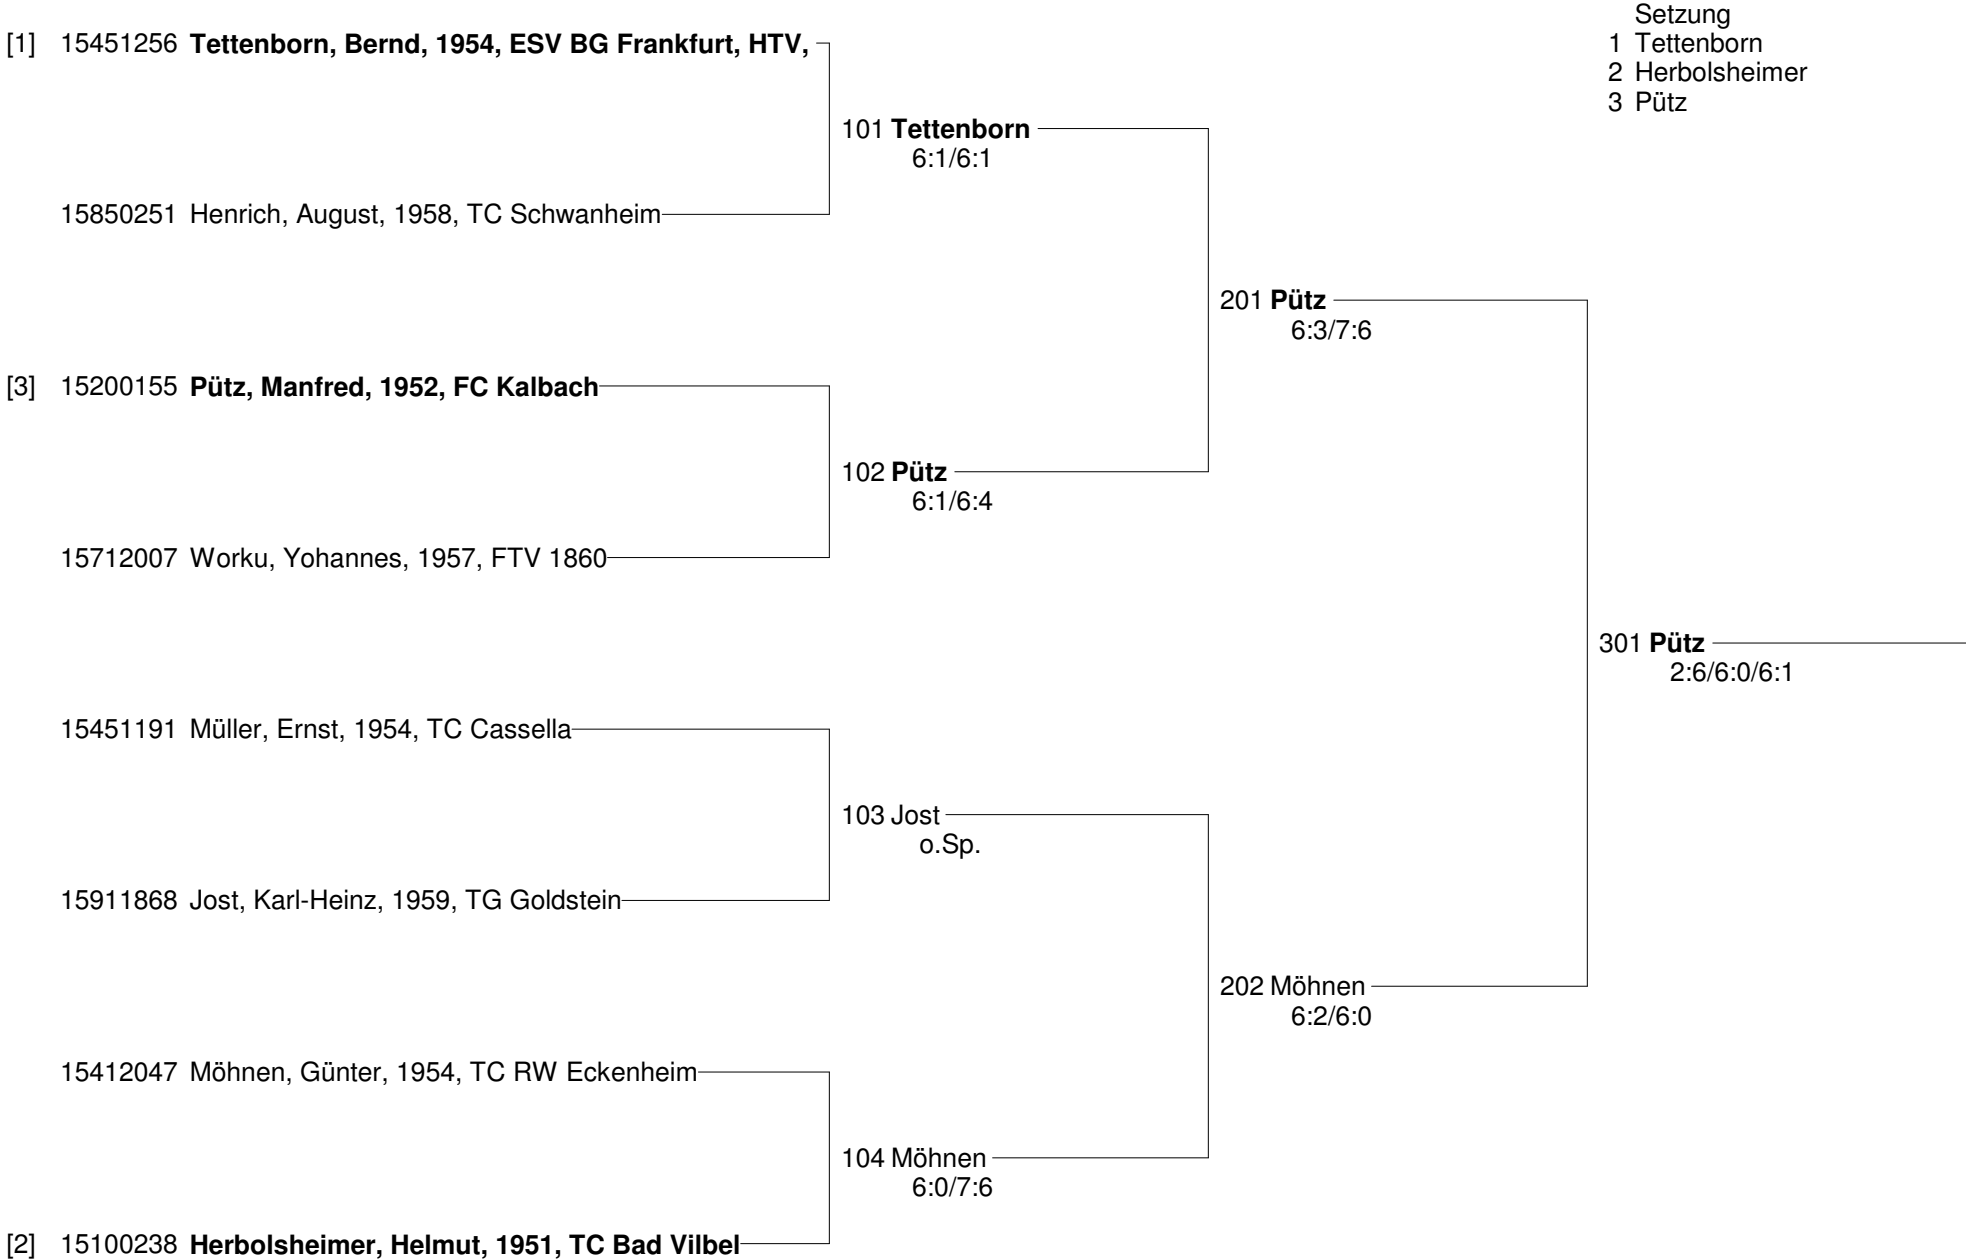 Setzung
1 Tettenborn
2 Herbolsheimer
3 Pütz
[1] 15451256 Tettenborn, Bernd, 1954, ESV BG Frankfurt, HTV,
101 Tettenborn
6:1/6:1
15850251 Henrich, August, 1958, TC Schwanheim
201 Pütz
6:3/7:6
[3] 15200155 Pütz, Manfred, 1952, FC Kalbach
102 Pütz
6:1/6:4
15712007 Worku, Yohannes, 1957, FTV 1860
301 Pütz
2:6/6:0/6:1
15451191 Müller, Ernst, 1954, TC Cassella
103 Jost
o.Sp.
15911868 Jost, Karl-Heinz, 1959, TG Goldstein
202 Möhnen
6:2/6:0
15412047 Möhnen, Günter, 1954, TC RW Eckenheim
104 Möhnen
6:0/7:6
[2] 15100238 Herbolsheimer, Helmut, 1951, TC Bad Vilbel